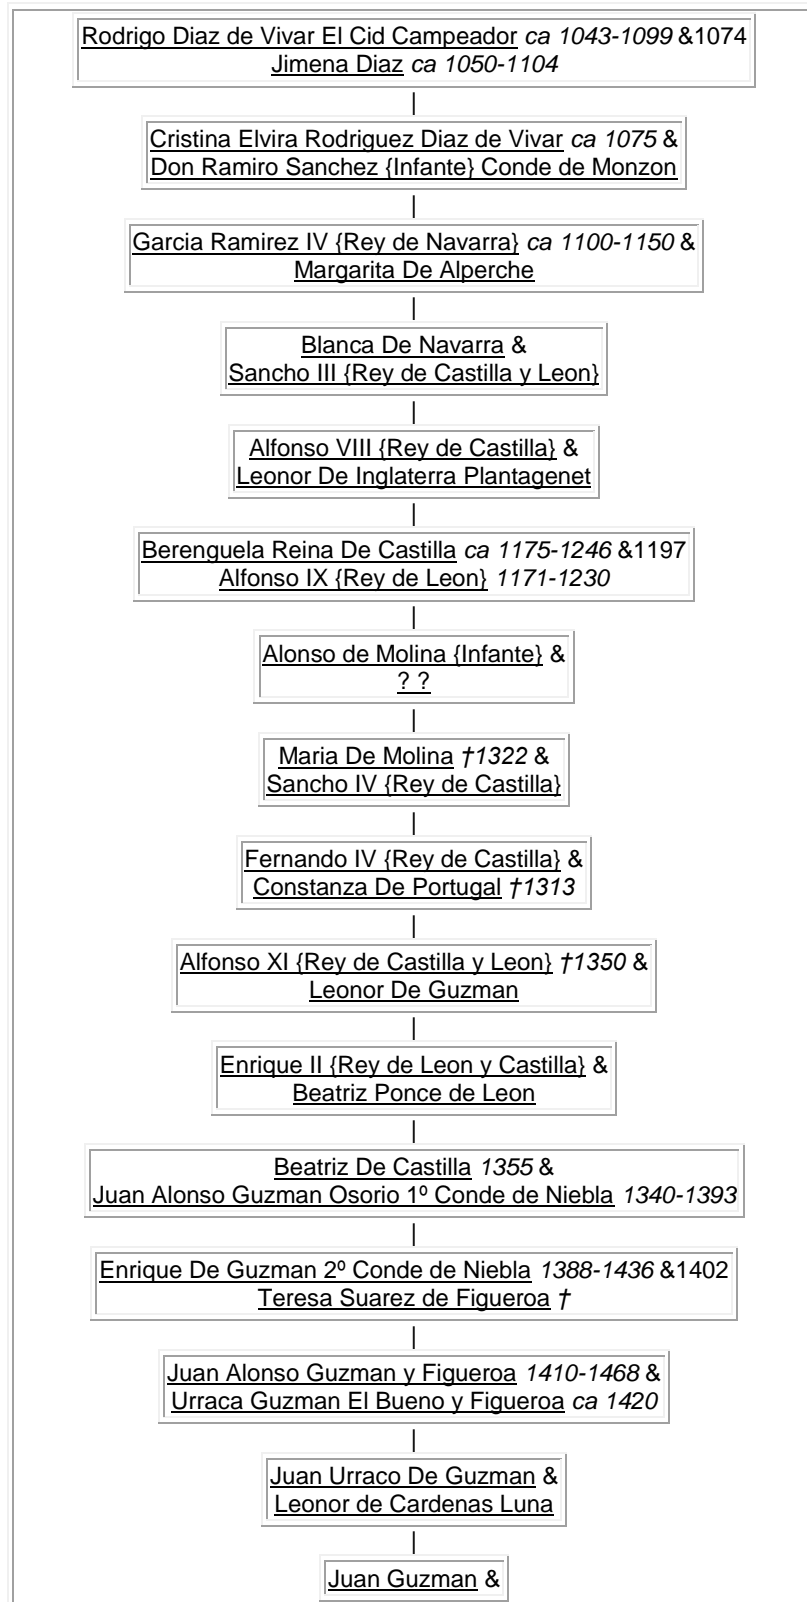 Rodrigo Diaz de Vivar El Cid Campeador ca 1043-1099 &1074
Jimena Diaz ca 1050-1104
Cristina Elvira Rodriguez Diaz de Vivar ca 1075 &
Don Ramiro Sanchez {Infante} Conde de Monzon
Garcia Ramirez IV {Rey de Navarra} ca 1100-1150 &
Margarita De Alperche
Blanca De Navarra &
Sancho III {Rey de Castilla y Leon}
Alfonso VIII {Rey de Castilla} &
Leonor De Inglaterra Plantagenet
Berenguela Reina De Castilla ca 1175-1246 &1197
Alfonso IX {Rey de Leon} 1171-1230
Alonso de Molina {Infante} &
? ?
Maria De Molina †1322 &
Sancho IV {Rey de Castilla}
Fernando IV {Rey de Castilla} &
Constanza De Portugal †1313
Alfonso XI {Rey de Castilla y Leon} †1350 &
Leonor De Guzman
Enrique II {Rey de Leon y Castilla} &
Beatriz Ponce de Leon
Beatriz De Castilla 1355 &
Juan Alonso Guzman Osorio 1º Conde de Niebla 1340-1393
Enrique De Guzman 2º Conde de Niebla 1388-1436 &1402
Teresa Suarez de Figueroa †
Juan Alonso Guzman y Figueroa 1410-1468 &
Urraca Guzman El Bueno y Figueroa ca 1420
Juan Urraco De Guzman &
Leonor de Cardenas Luna
Juan Guzman &